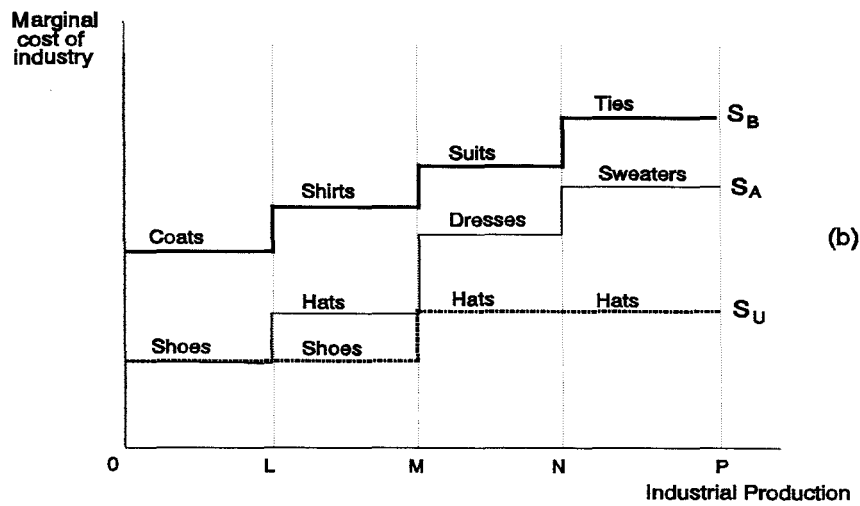 Marginal
cost of
industry
Ties
S_B
Suits
Sweaters
S_A
Shirts
Dresses
Coats
(b)
Hats
Hats
Hats
S_U
Shoes
Shoes
0
L
M
N
P
Industrial Production